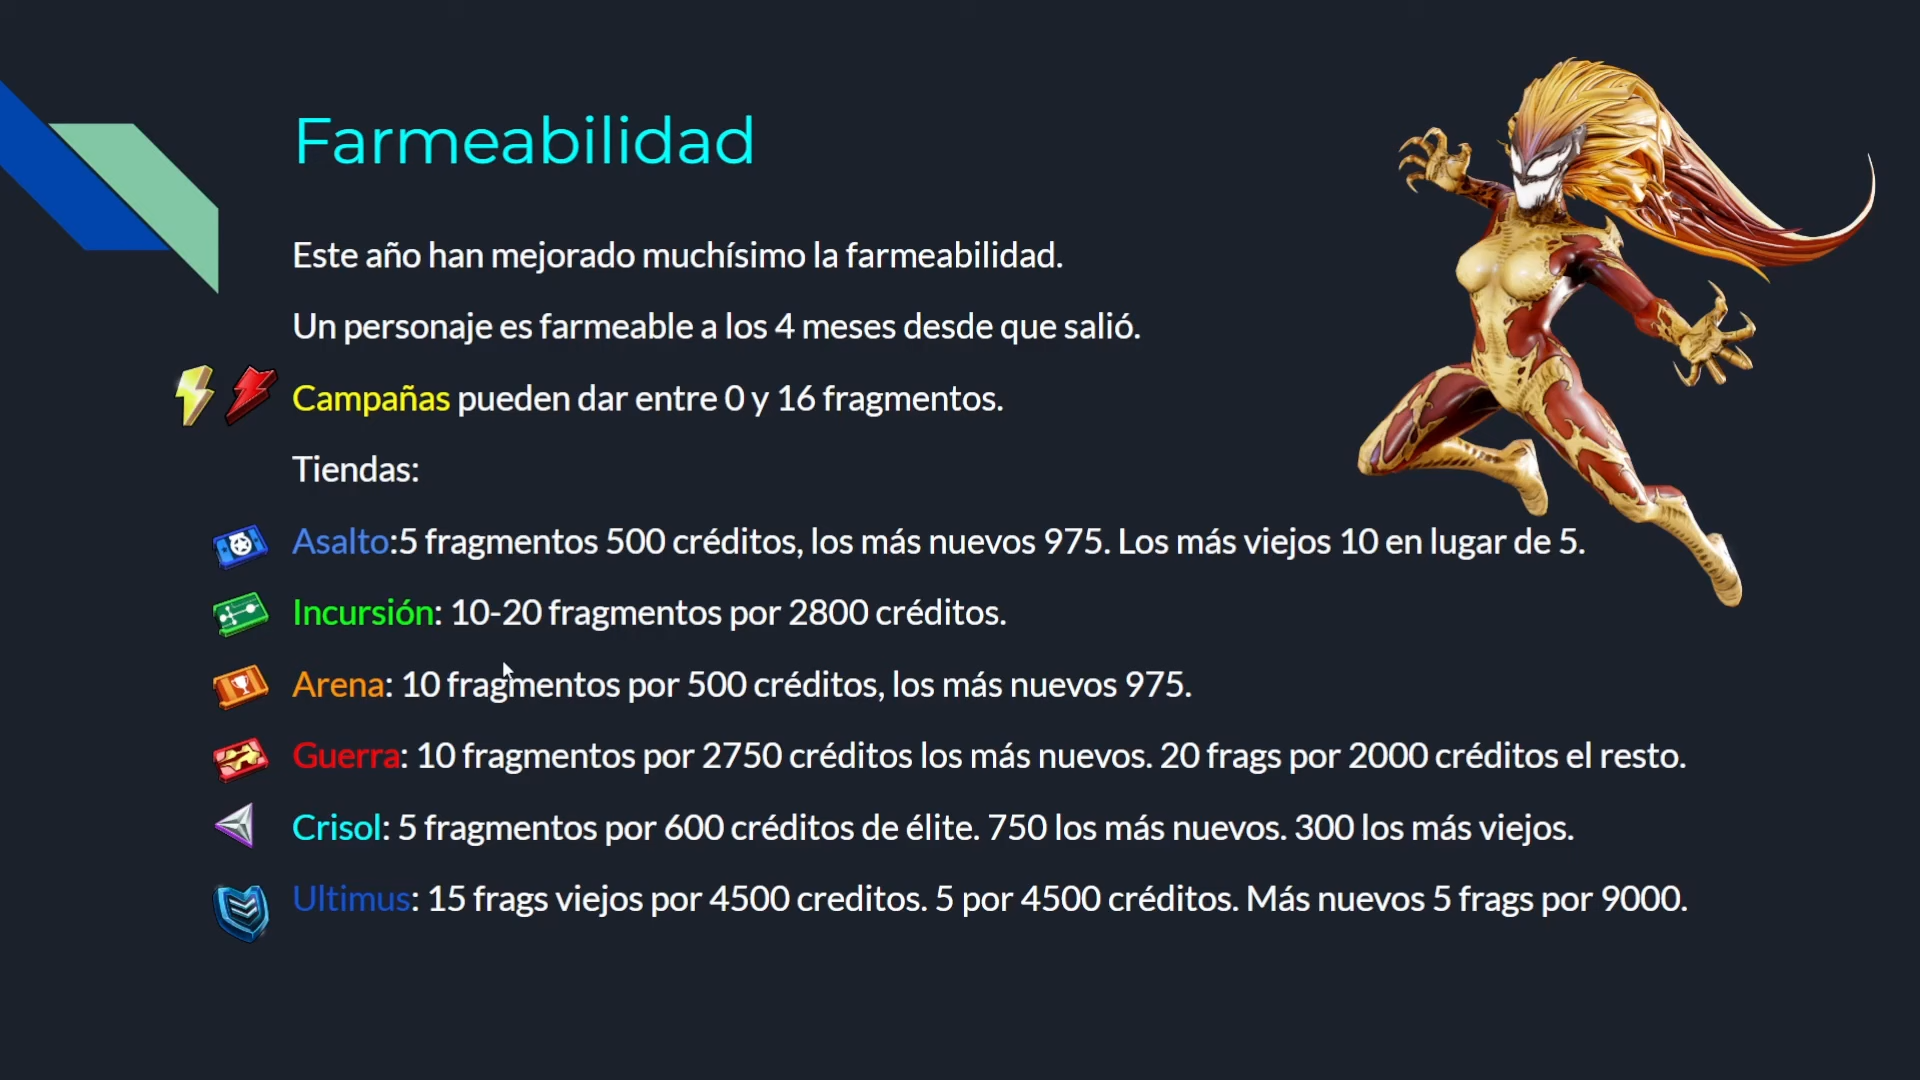 Farmeabilidad
Este año han mejorado muchísimo la farmeabilidad.
Un personaje es farmeable a los 4 meses desde que salió.
Campañas pueden dar entre 0 y 16 fragmentos.
Tiendas:
Asalto:5 fragmentos 500 créditos, los más nuevos 975. Los más viejos 10 en lugar de 5.
Incursión: 10-20 fragmentos por 2800 créditos.
Arena: 10 fragmentos por 500 créditos, los más nuevos 975.
Guerra: 10 fragmentos por 2750 créditos los más nuevos. 20 frags por 2000 créditos el resto.
Crisol: 5 fragmentos por 600 créditos de élite. 750 los más nuevos. 300 los más viejos.
Ultimus: 15 frags viejos por 4500 creditos. 5 por 4500 créditos. Más nuevos 5 frags por 9000.